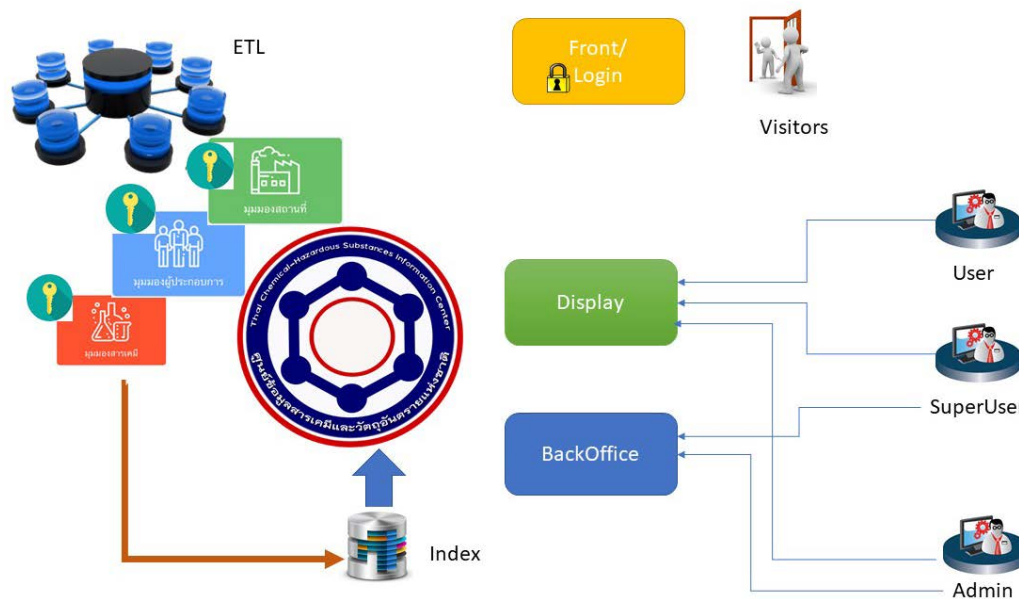 ETL
Front/
Login
Visitors
มุมมองสถานที่
มุมมองผู้ประกอบการ
มุมมองสารเคมี
Thai Chemical-Hazardous Substances Information Center
ศูนย์ข้อมูลสารเคมีและวัตถุอันตรายแห่งชาติ
Display
User
SuperUser
BackOffice
Index
Admin